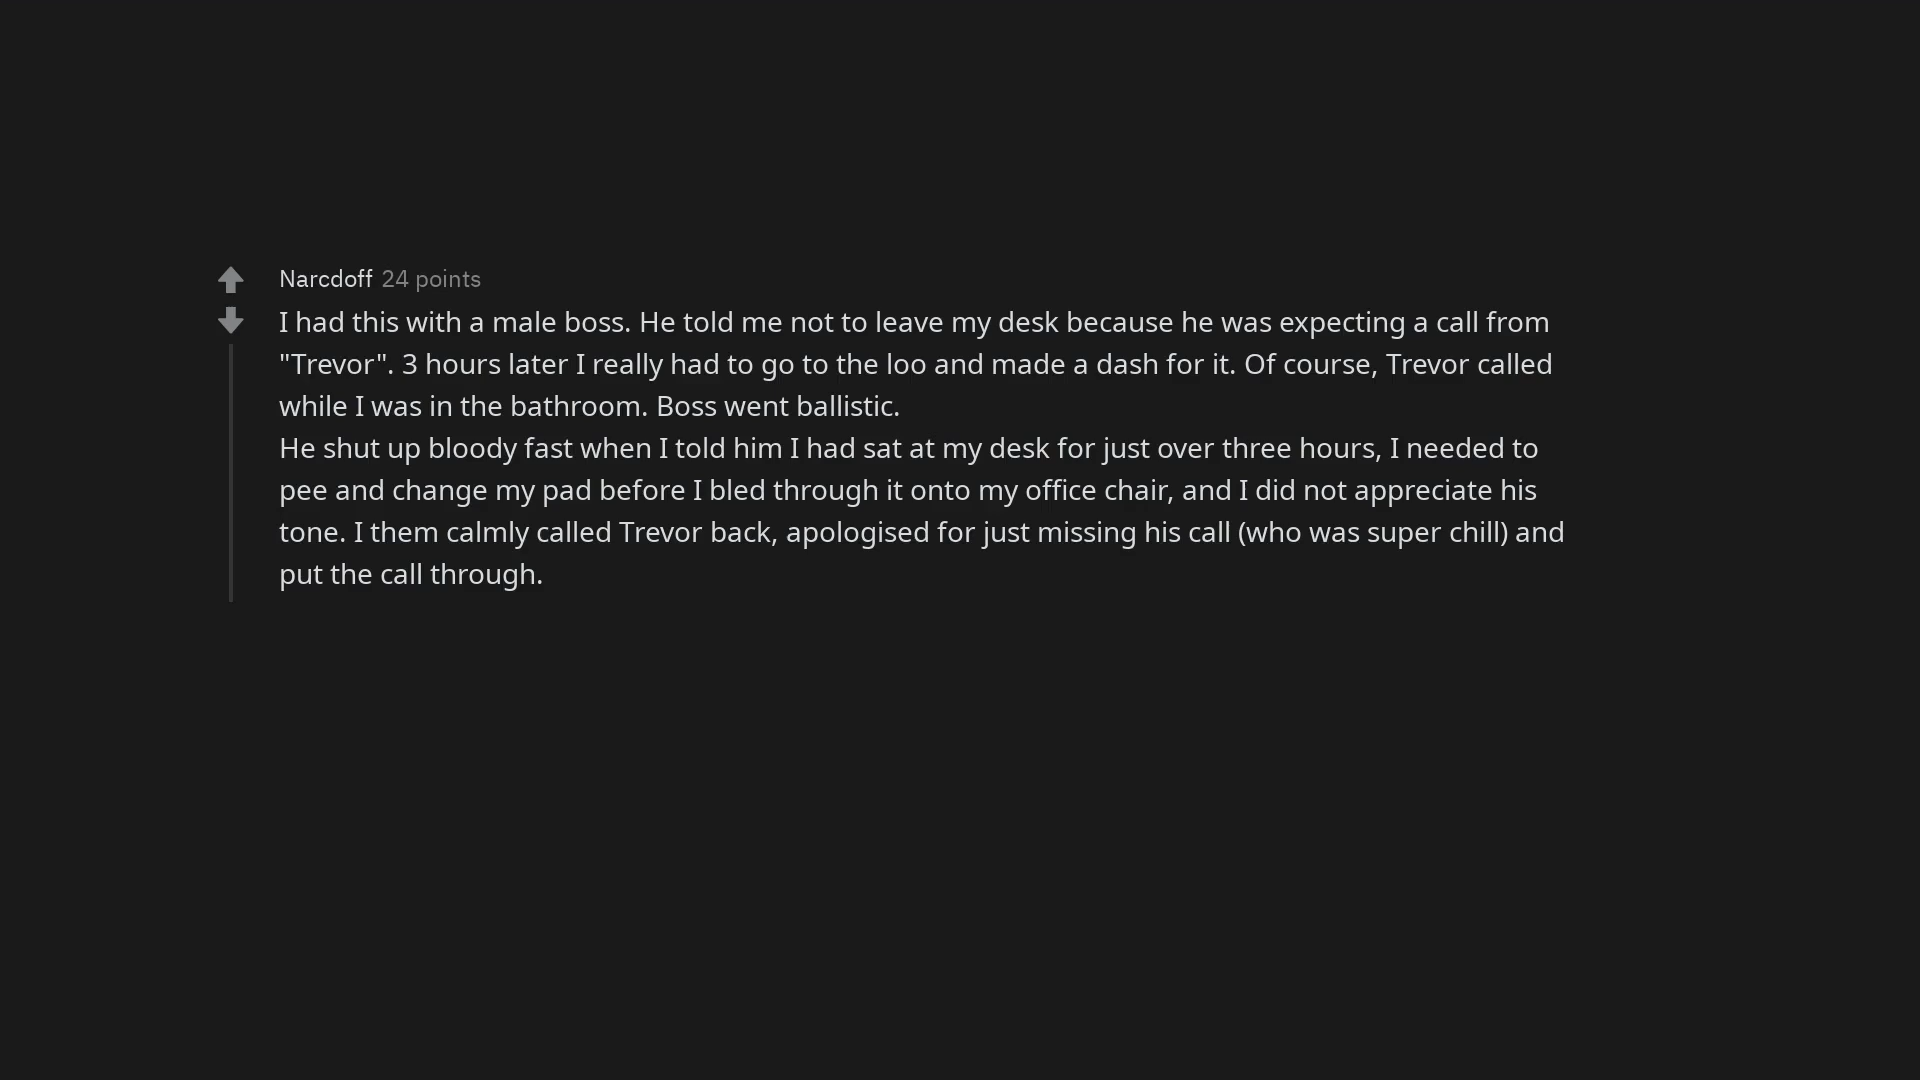 Narcdoff 24 points
I had this with a male boss. He told me not to leave my desk because he was expecting a call from
"Trevor". 3 hours later I really had to go to the loo and made a dash for it. Of course, Trevor called
while I was in the bathroom. Boss went ballistic.
He shut up bloody fast when I told him I had sat at my desk for just over three hours, I needed to
pee and change my pad before I bled through it onto my office chair, and I did not appreciate his
tone. I them calmly called Trevor back, apologised for just missing his call (who was super chill) and
put the call through.